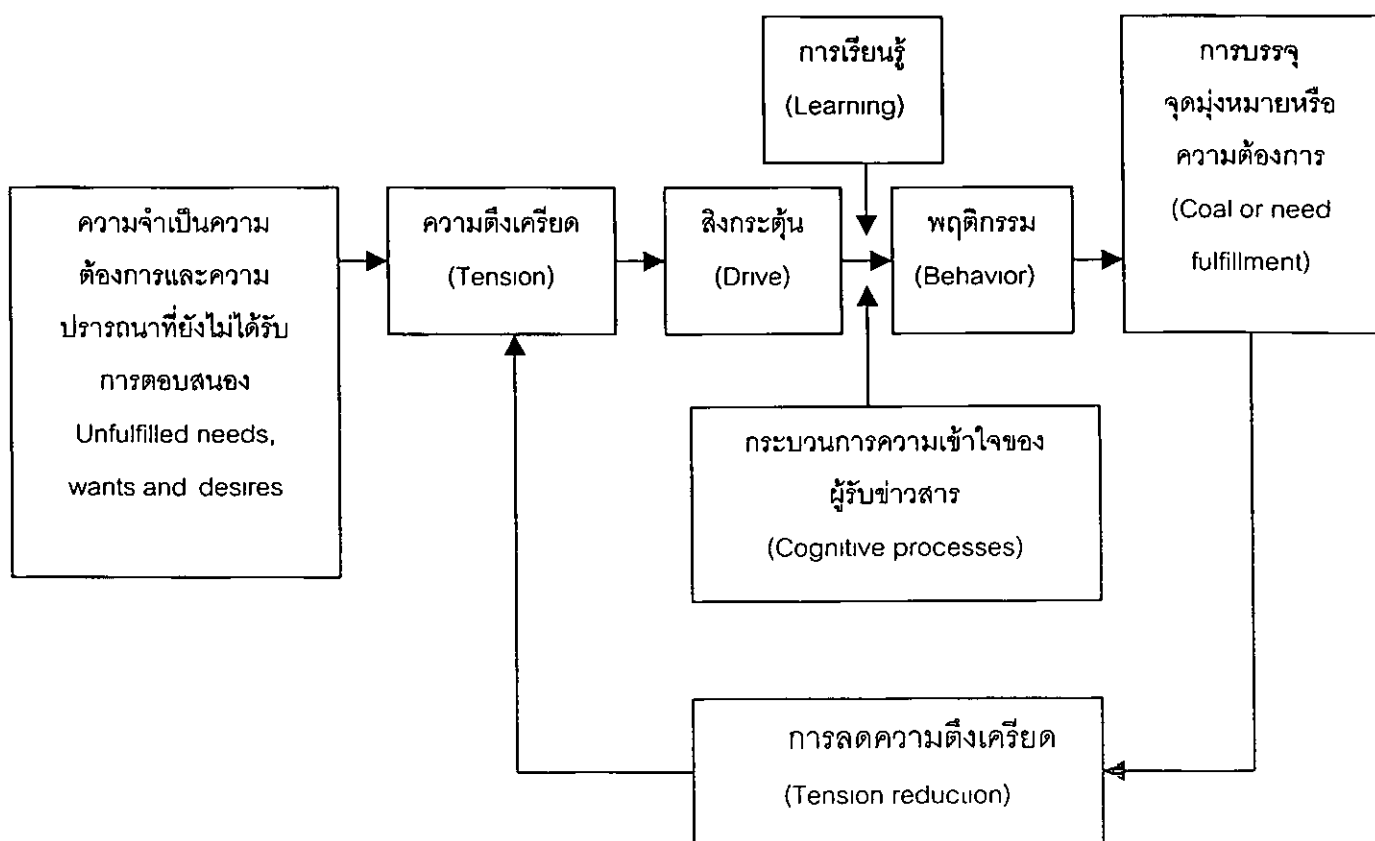 การเรียนรู้
(Learning)
การบรรจุ
จุดมุ่งหมายหรือ
ความต้องการ
(Coal or need
fulfillment)
ความจำเป็นความ
ต้องการและความ
ปรารถนาที่ยังไม่ได้รับ
การตอบสนอง
Unfulfilled needs,
wants and desires
ความตึงเครียด
(Tension)
สิงกระตุ้น
(Drive)
พฤติกรรม
(Behavior)
กระบวนการความเข้าใจของ
ผู้รับข่าวสาร
(Cognitive processes)
การลดความตึงเครียด
(Tension reduction)